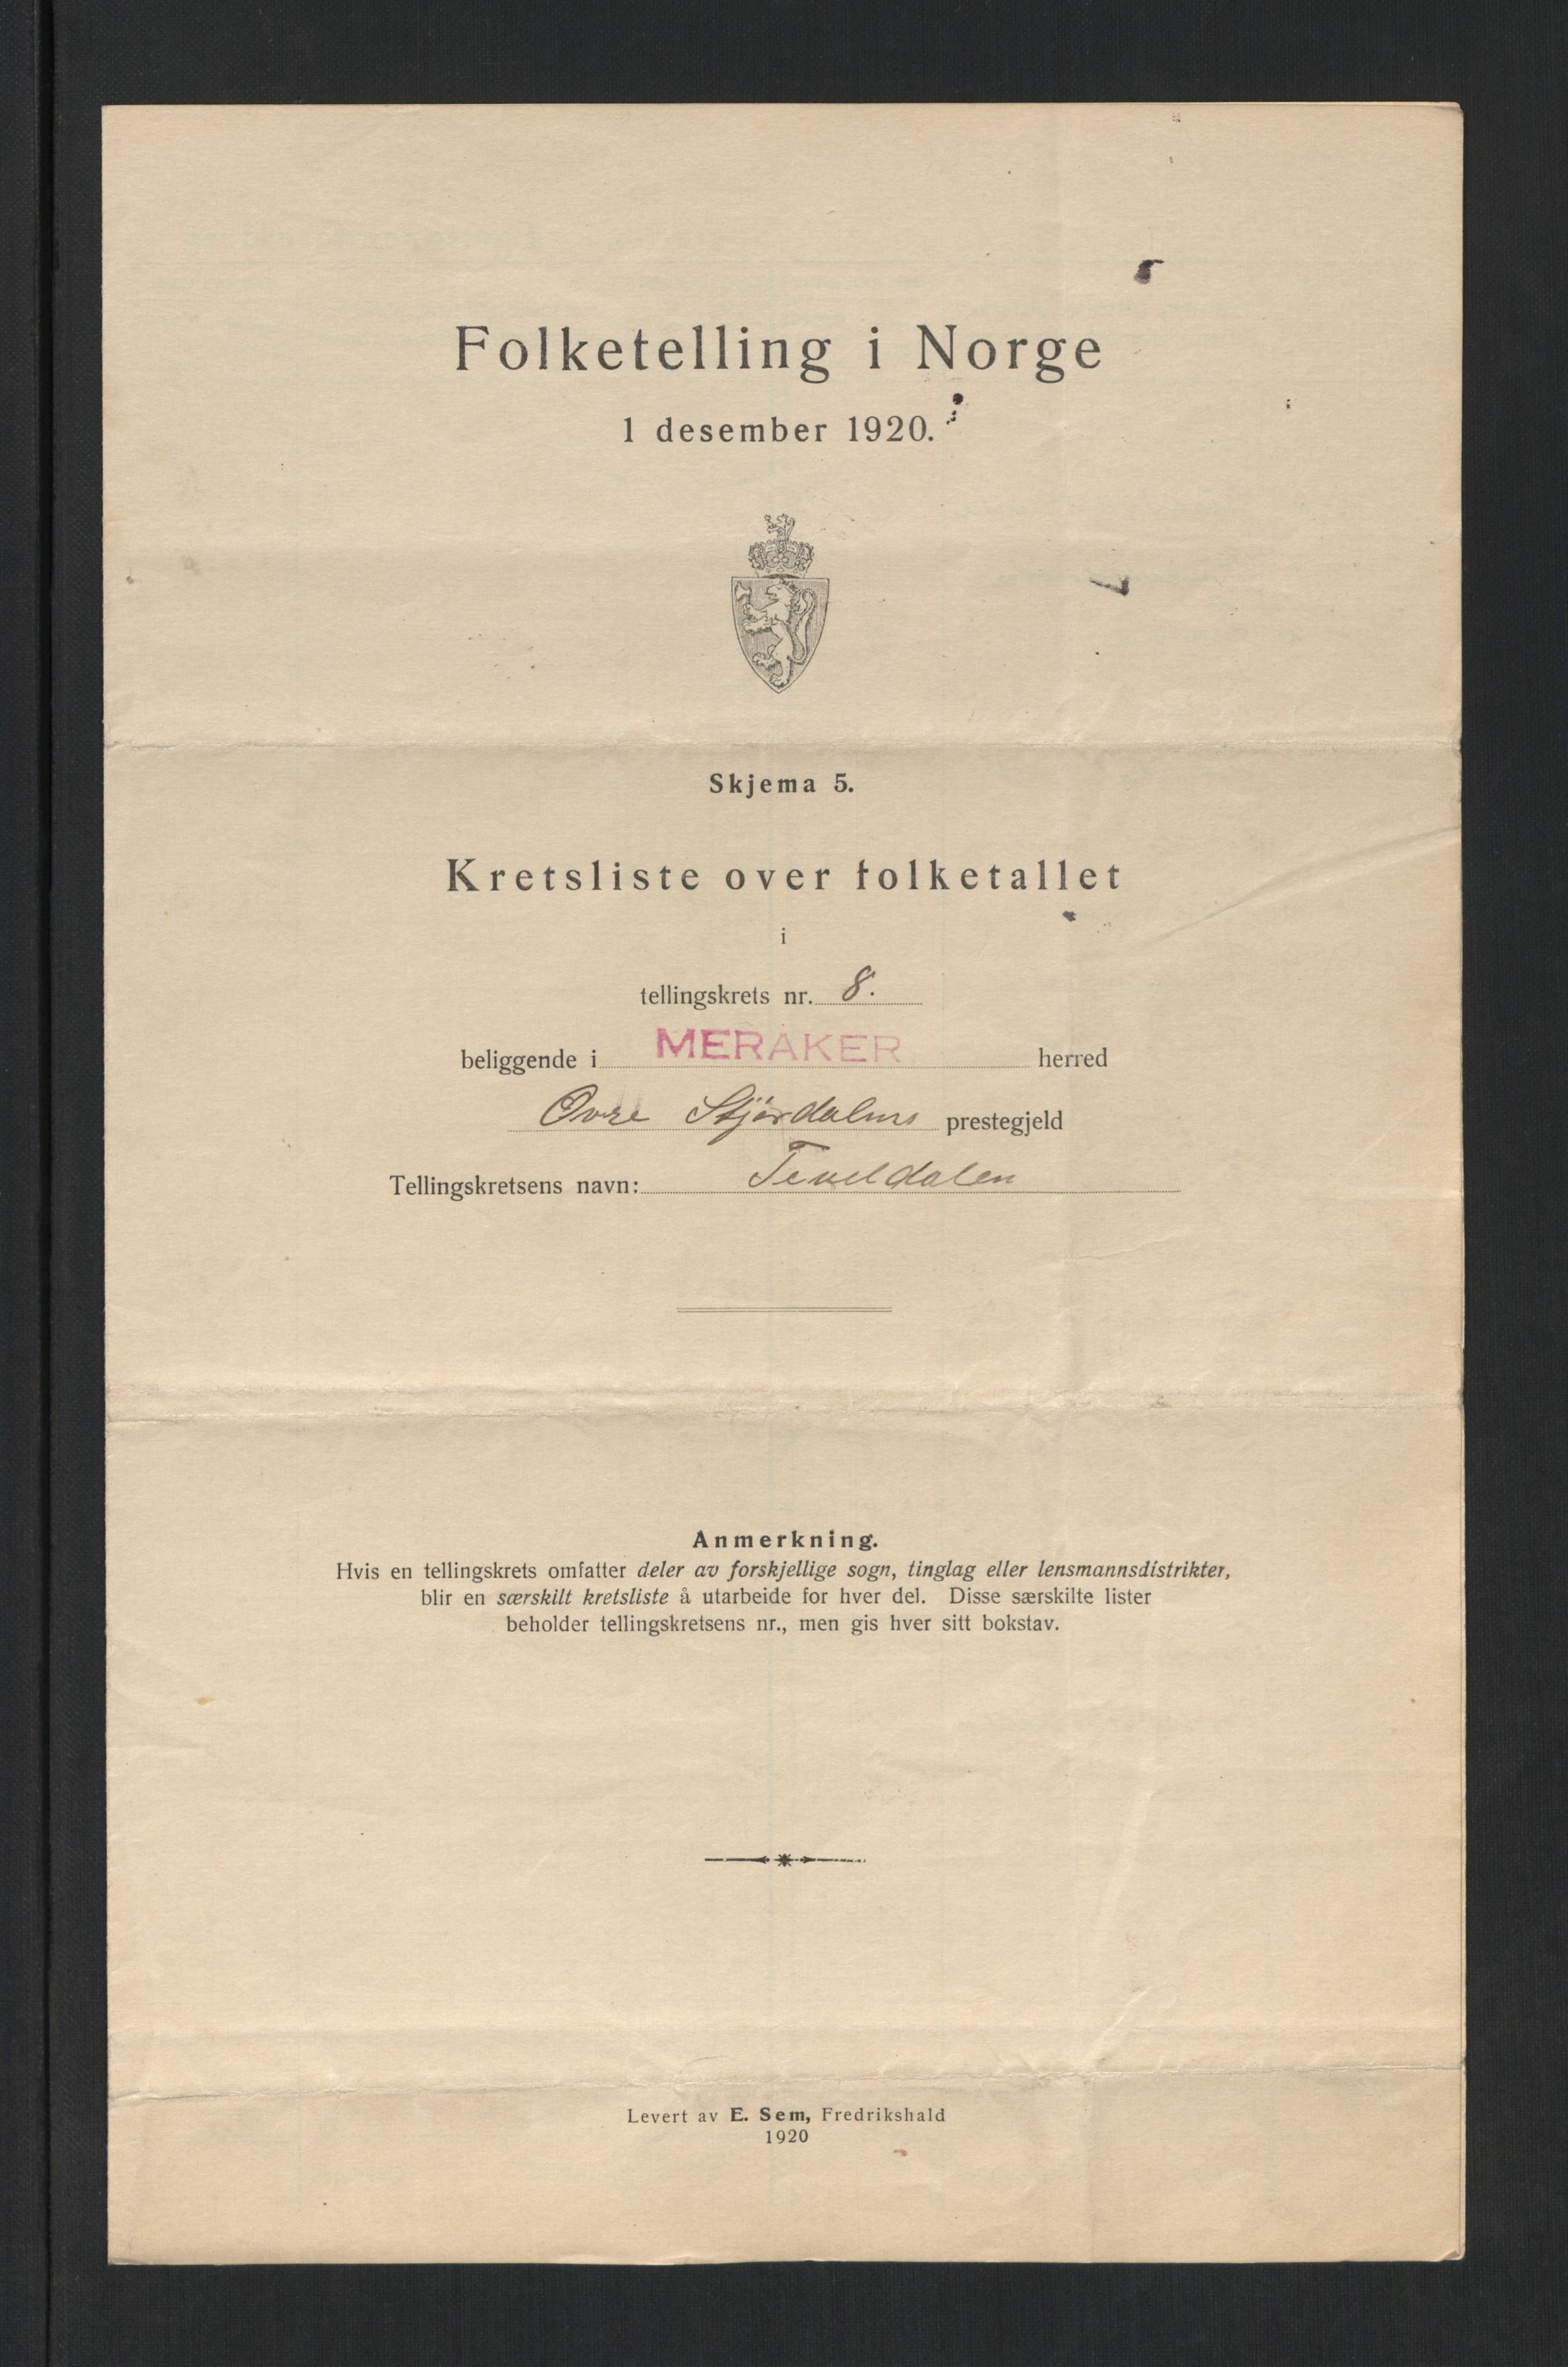 Folketelling i Norge
1 desember 1920.
Skjema 5.
Kretsliste over folketallet
i
tellingskrets nr. 8.
beliggende i MERAKER herred
Øvre Stjørdalens prestegjeld
Tellingskretsens navn: Teveldalen
Anmerkning.
Hvis en tellingskrets omfatter deler av forskjellige sogn, tinglag eller lensmannsdistrikter,
blir en særskilt kretsliste å utarbeide for hver del. Disse særskilte lister
beholder tellingskretsens nr., men gis hver sitt bokstav.
Levert av E. Sem, Fredrikshald
1920